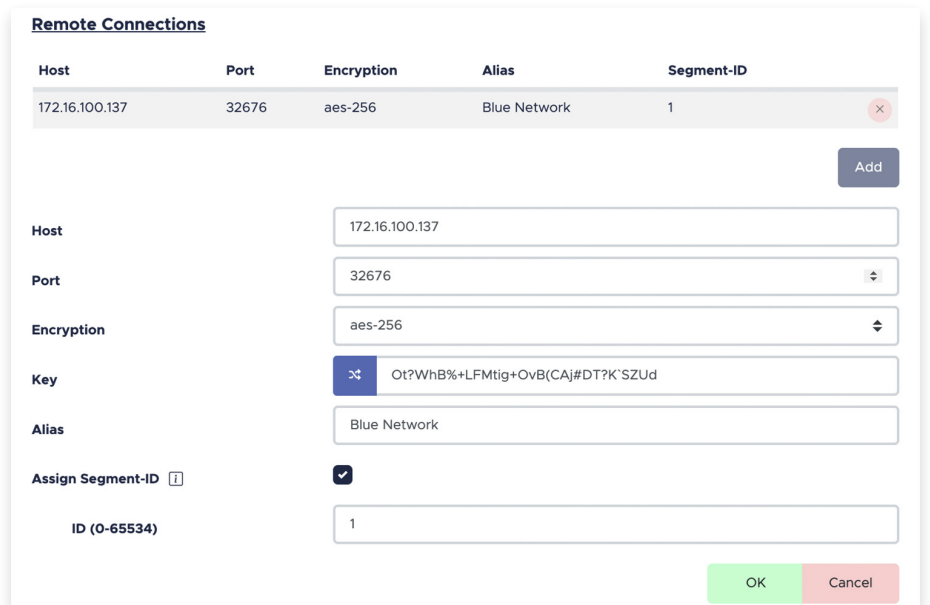 Remote Connections
Host Port Encryption Alias Segment-ID
172.16.100.137 32676 aes-256 Blue Network 1
Add
Host 172.16.100.137
Port 32676
Encryption aes-256
Key Ot?WhB%+LFMtig+OvB(CAj#DT?K`SZUd
Alias Blue Network
Assign Segment-ID i
ID (0-65534) 1
OK Cancel